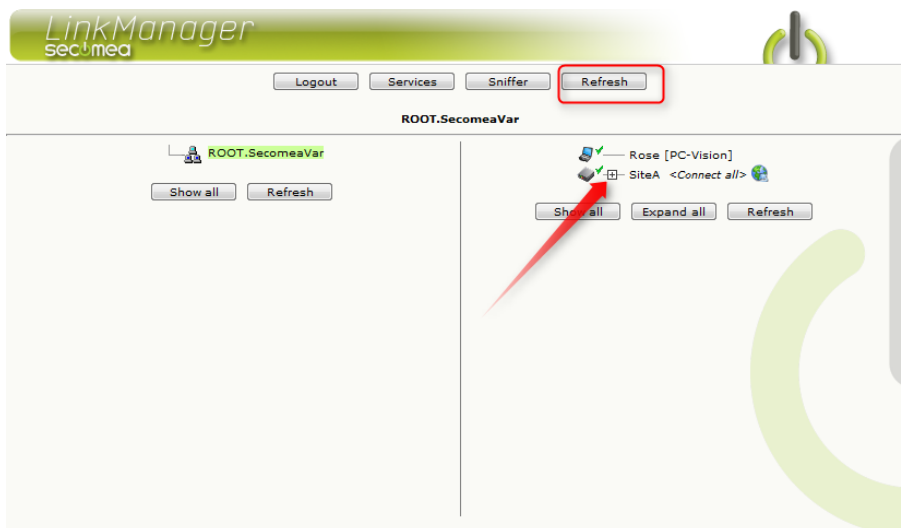 LinkManager
secomea
Logout Services Sniffer Refresh
ROOT.SecomeaVar
ROOT.SecomeaVar
Show all Refresh
Rose [PC-Vision]
SiteA <Connect all>
Show all Expand all Refresh